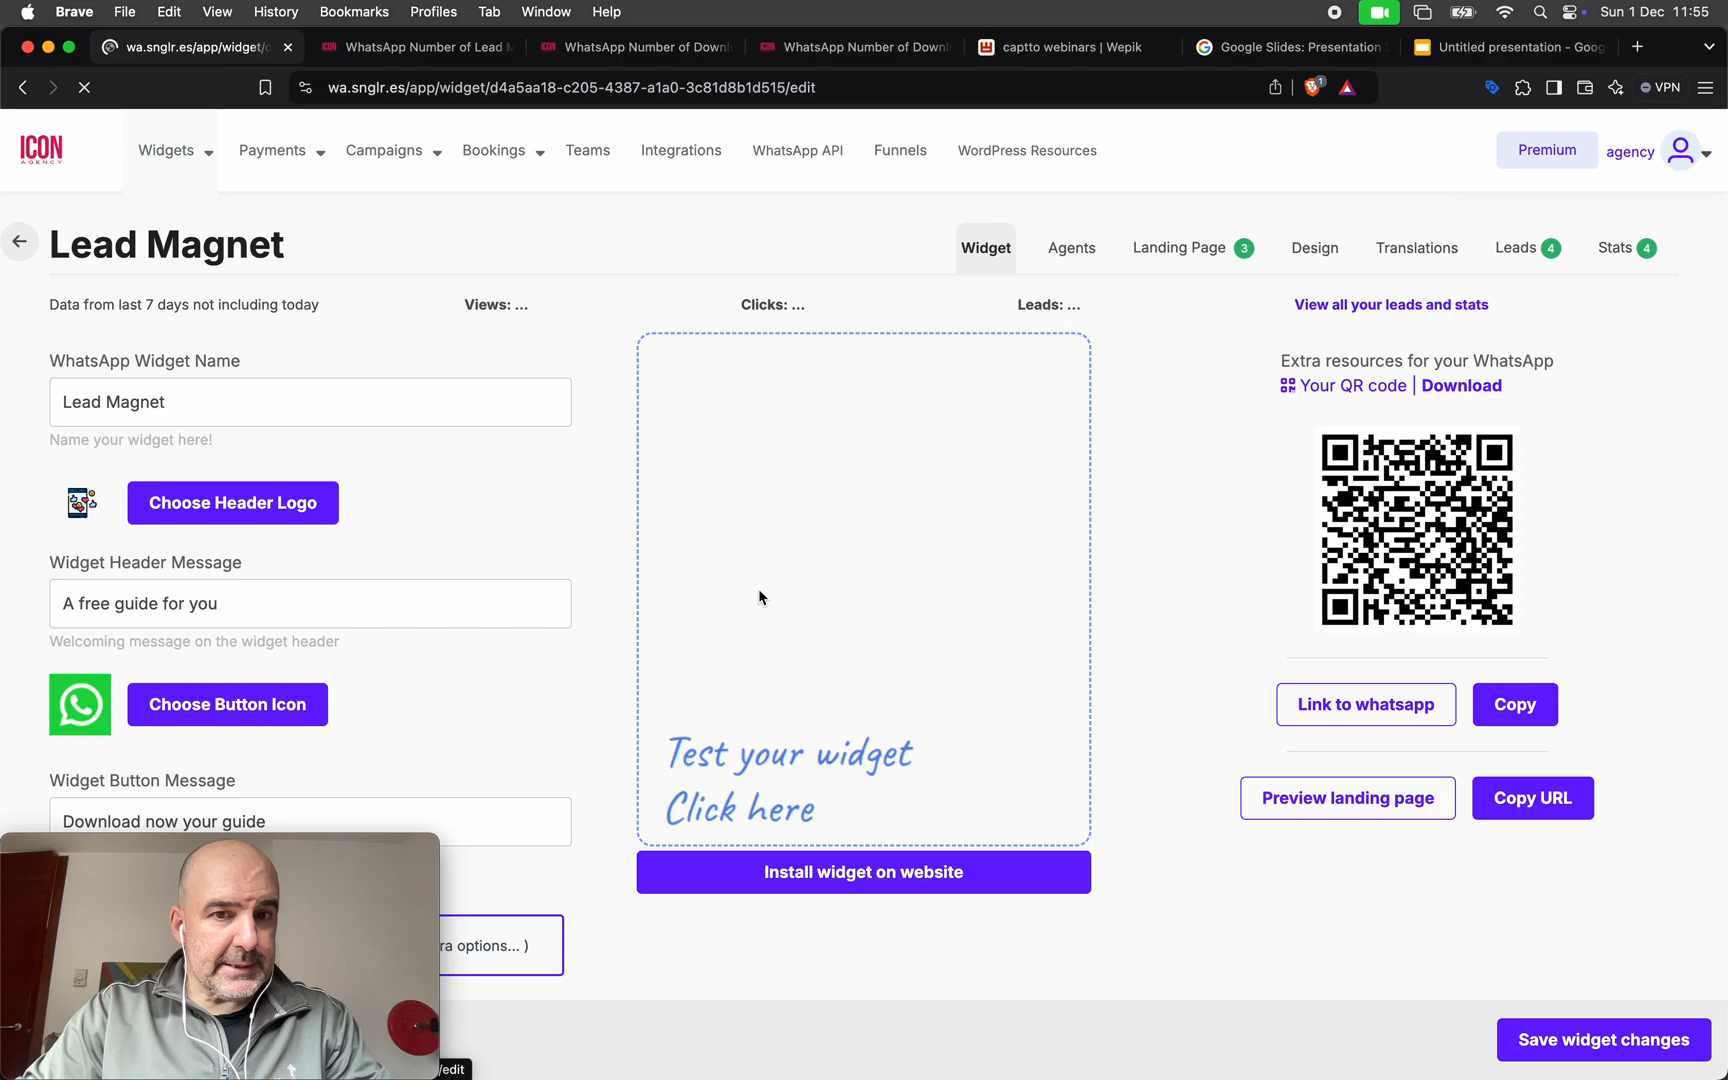 Brave File Edit View History Bookmarks Profiles Tab Window Help Sun 1 Dec 11:55
wa.snglr.es/app/widget/ WhatsApp Number of Lead WhatsApp Number of Downl WhatsApp Number of Downl captto webinars | Wepik Google Slides: Presentation Untitled presentation - Goog
wa.snglr.es/app/widget/d4a5aa18-c205-4387-a1a0-3c81d8b1d515/edit 1 VPN
ICON
AGENCY
Widgets Payments Campaigns Bookings Teams Integrations WhatsApp API Funnels WordPress Resources Premium agency
Lead Magnet
Widget Agents Landing Page 3 Design Translations Leads 4 Stats 4
Data from last 7 days not including today Views: ... Clicks: ... Leads: ... View all your leads and stats
WhatsApp Widget Name
Lead Magnet
Name your widget here!
Choose Header Logo
Widget Header Message
A free guide for you
Welcoming message on the widget header
Choose Button Icon
Widget Button Message
Download now your guide
ra options... )
/edit
Test your widget
Click here
Install widget on website
Extra resources for your WhatsApp
Your QR code | Download
Link to whatsapp Copy
Preview landing page Copy URL
Save widget changes